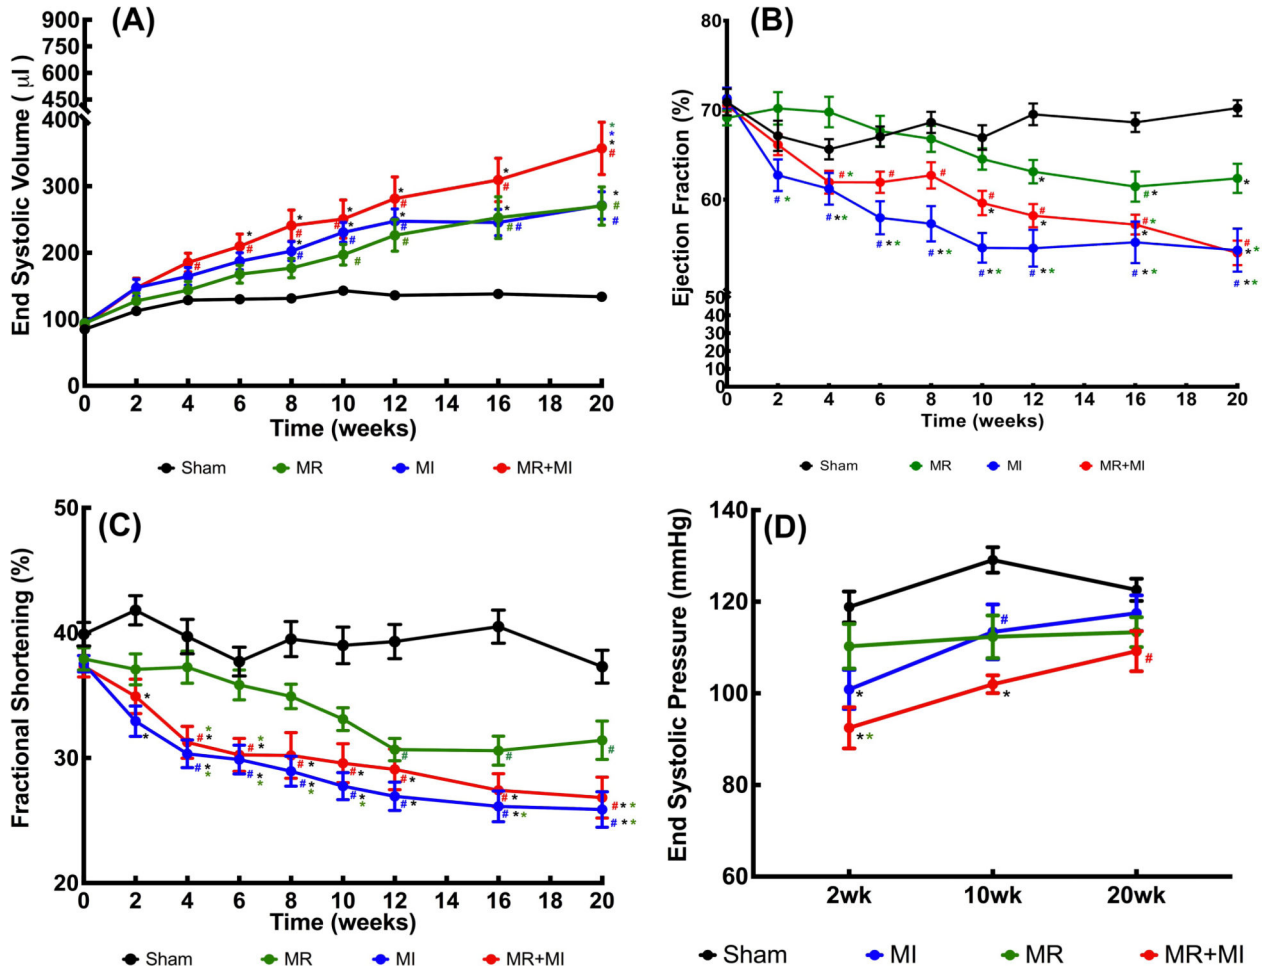 (A)
End Systolic Volume ( µl )
900
750
600
450
400
300
200
100
0
0 2 4 6 8 10 12 14 16 18 20
Time (weeks)
Sham MR MI MR+MI
(B)
Ejection Fraction (%)
80
70
60
50
40
30
20
10
0
0 2 4 6 8 10 12 14 16 18 20
Time (weeks)
Sham MR MI MR+MI
(C)
Fractional Shortening (%)
50
40
30
20
0 2 4 6 8 10 12 14 16 18 20
Time (weeks)
Sham MR MI MR+MI
(D)
End Systolic Pressure (mmHg)
140
120
100
80
60
2wk 10wk 20wk
Sham MI MR MR+MI